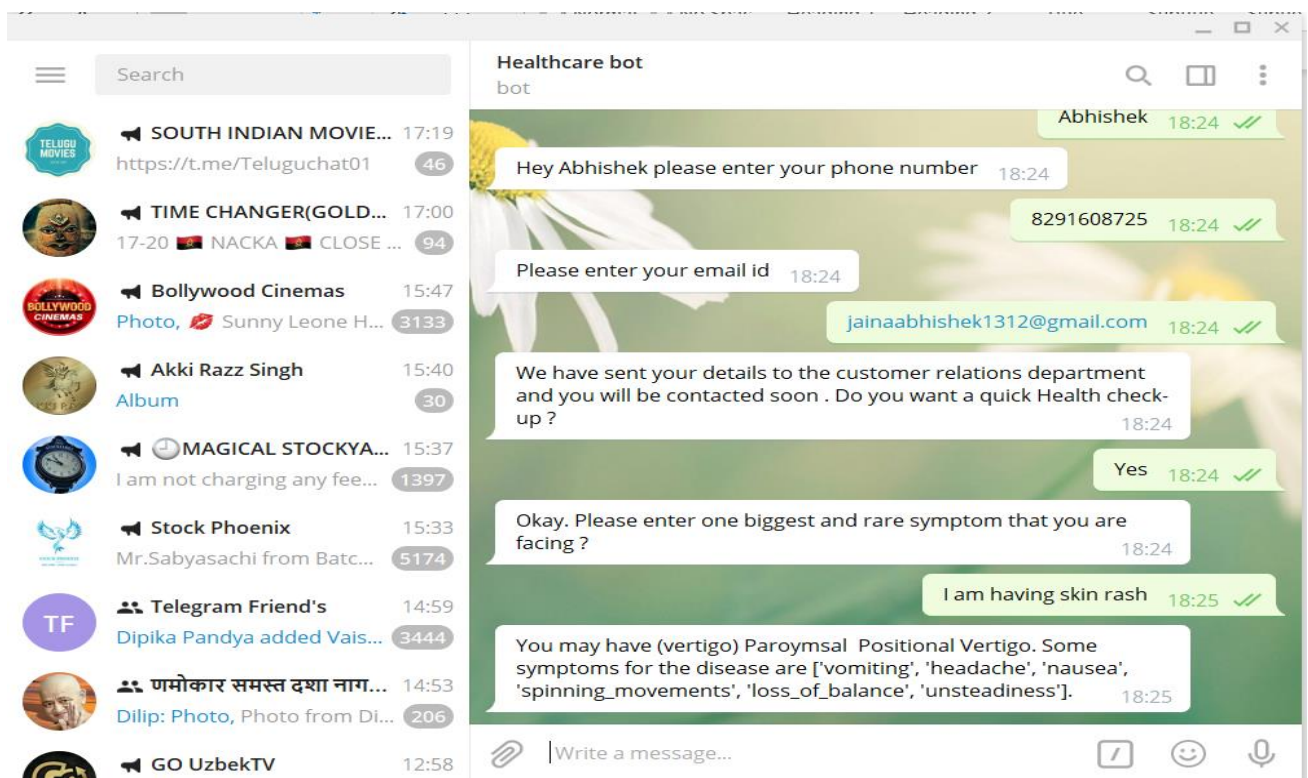 Search
TELUGU
MOVIES
SOUTH INDIAN MOVIE... 17:19
https://t.me/Teluguchat01 46
TIME CHANGER(GOLD... 17:00
17-20 NACKA CLOSE ... 94
BOLLYWOOD
CINEMAS
Bollywood Cinemas 15:47
Photo, 💋 Sunny Leone H... 3133
Akki Razz Singh 15:40
Album 30
🕘MAGICAL STOCKYA... 15:37
I am not charging any fee... 1397
Stock Phoenix 15:33
Mr.Sabyasachi from Batc... 5174
TF
Telegram Friend's 14:59
Dipika Pandya added Vais... 3444
णमोकार समस्त दशा नाग... 14:53
Dilip: Photo, Photo from Di... 206
GO UzbekTV 12:58
Healthcare bot
bot
Abhishek 18:24
Hey Abhishek please enter your phone number 18:24
8291608725 18:24
Please enter your email id 18:24
jainaabhishek1312@gmail.com 18:24
We have sent your details to the customer relations department
and you will be contacted soon . Do you want a quick Health check-
up ? 18:24
Yes 18:24
Okay. Please enter one biggest and rare symptom that you are
facing ? 18:24
I am having skin rash 18:25
You may have (vertigo) Paroymsal Positional Vertigo. Some
symptoms for the disease are ['vomiting', 'headache', 'nausea',
'spinning_movements', 'loss_of_balance', 'unsteadiness']. 18:25
Write a message...